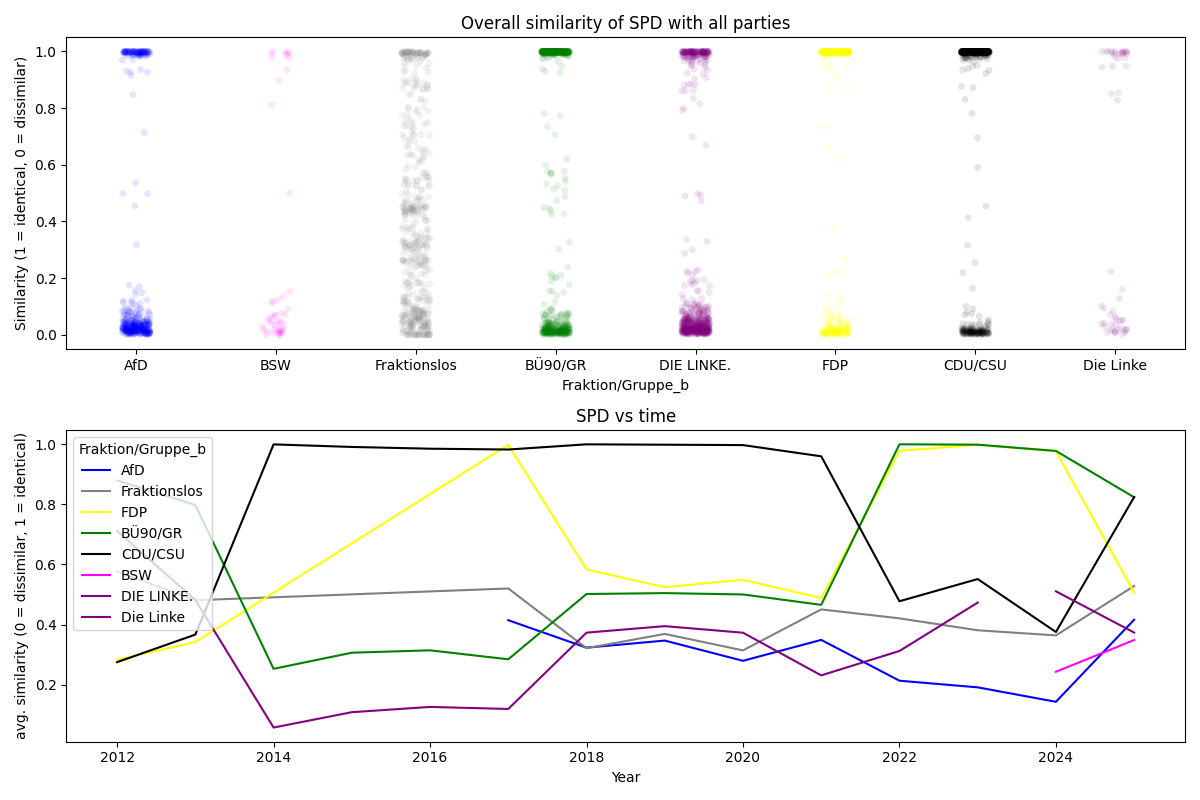 Overall similarity of SPD with all parties
Similarity (1 = identical, 0 = dissimilar)
1.0
0.8
0.6
0.4
0.2
0.0
AfD BSW Fraktionslos BÜ90/GR DIE LINKE. FDP CDU/CSU Die Linke
Fraktion/Gruppe_b
SPD vs time
avg. similarity (0 = dissimilar, 1 = identical)
1.0
0.8
0.6
0.4
0.2
Fraktion/Gruppe_b
AfD
Fraktionslos
FDP
BÜ90/GR
CDU/CSU
BSW
DIE LINKE.
Die Linke
2012 2014 2016 2018 2020 2022 2024
Year